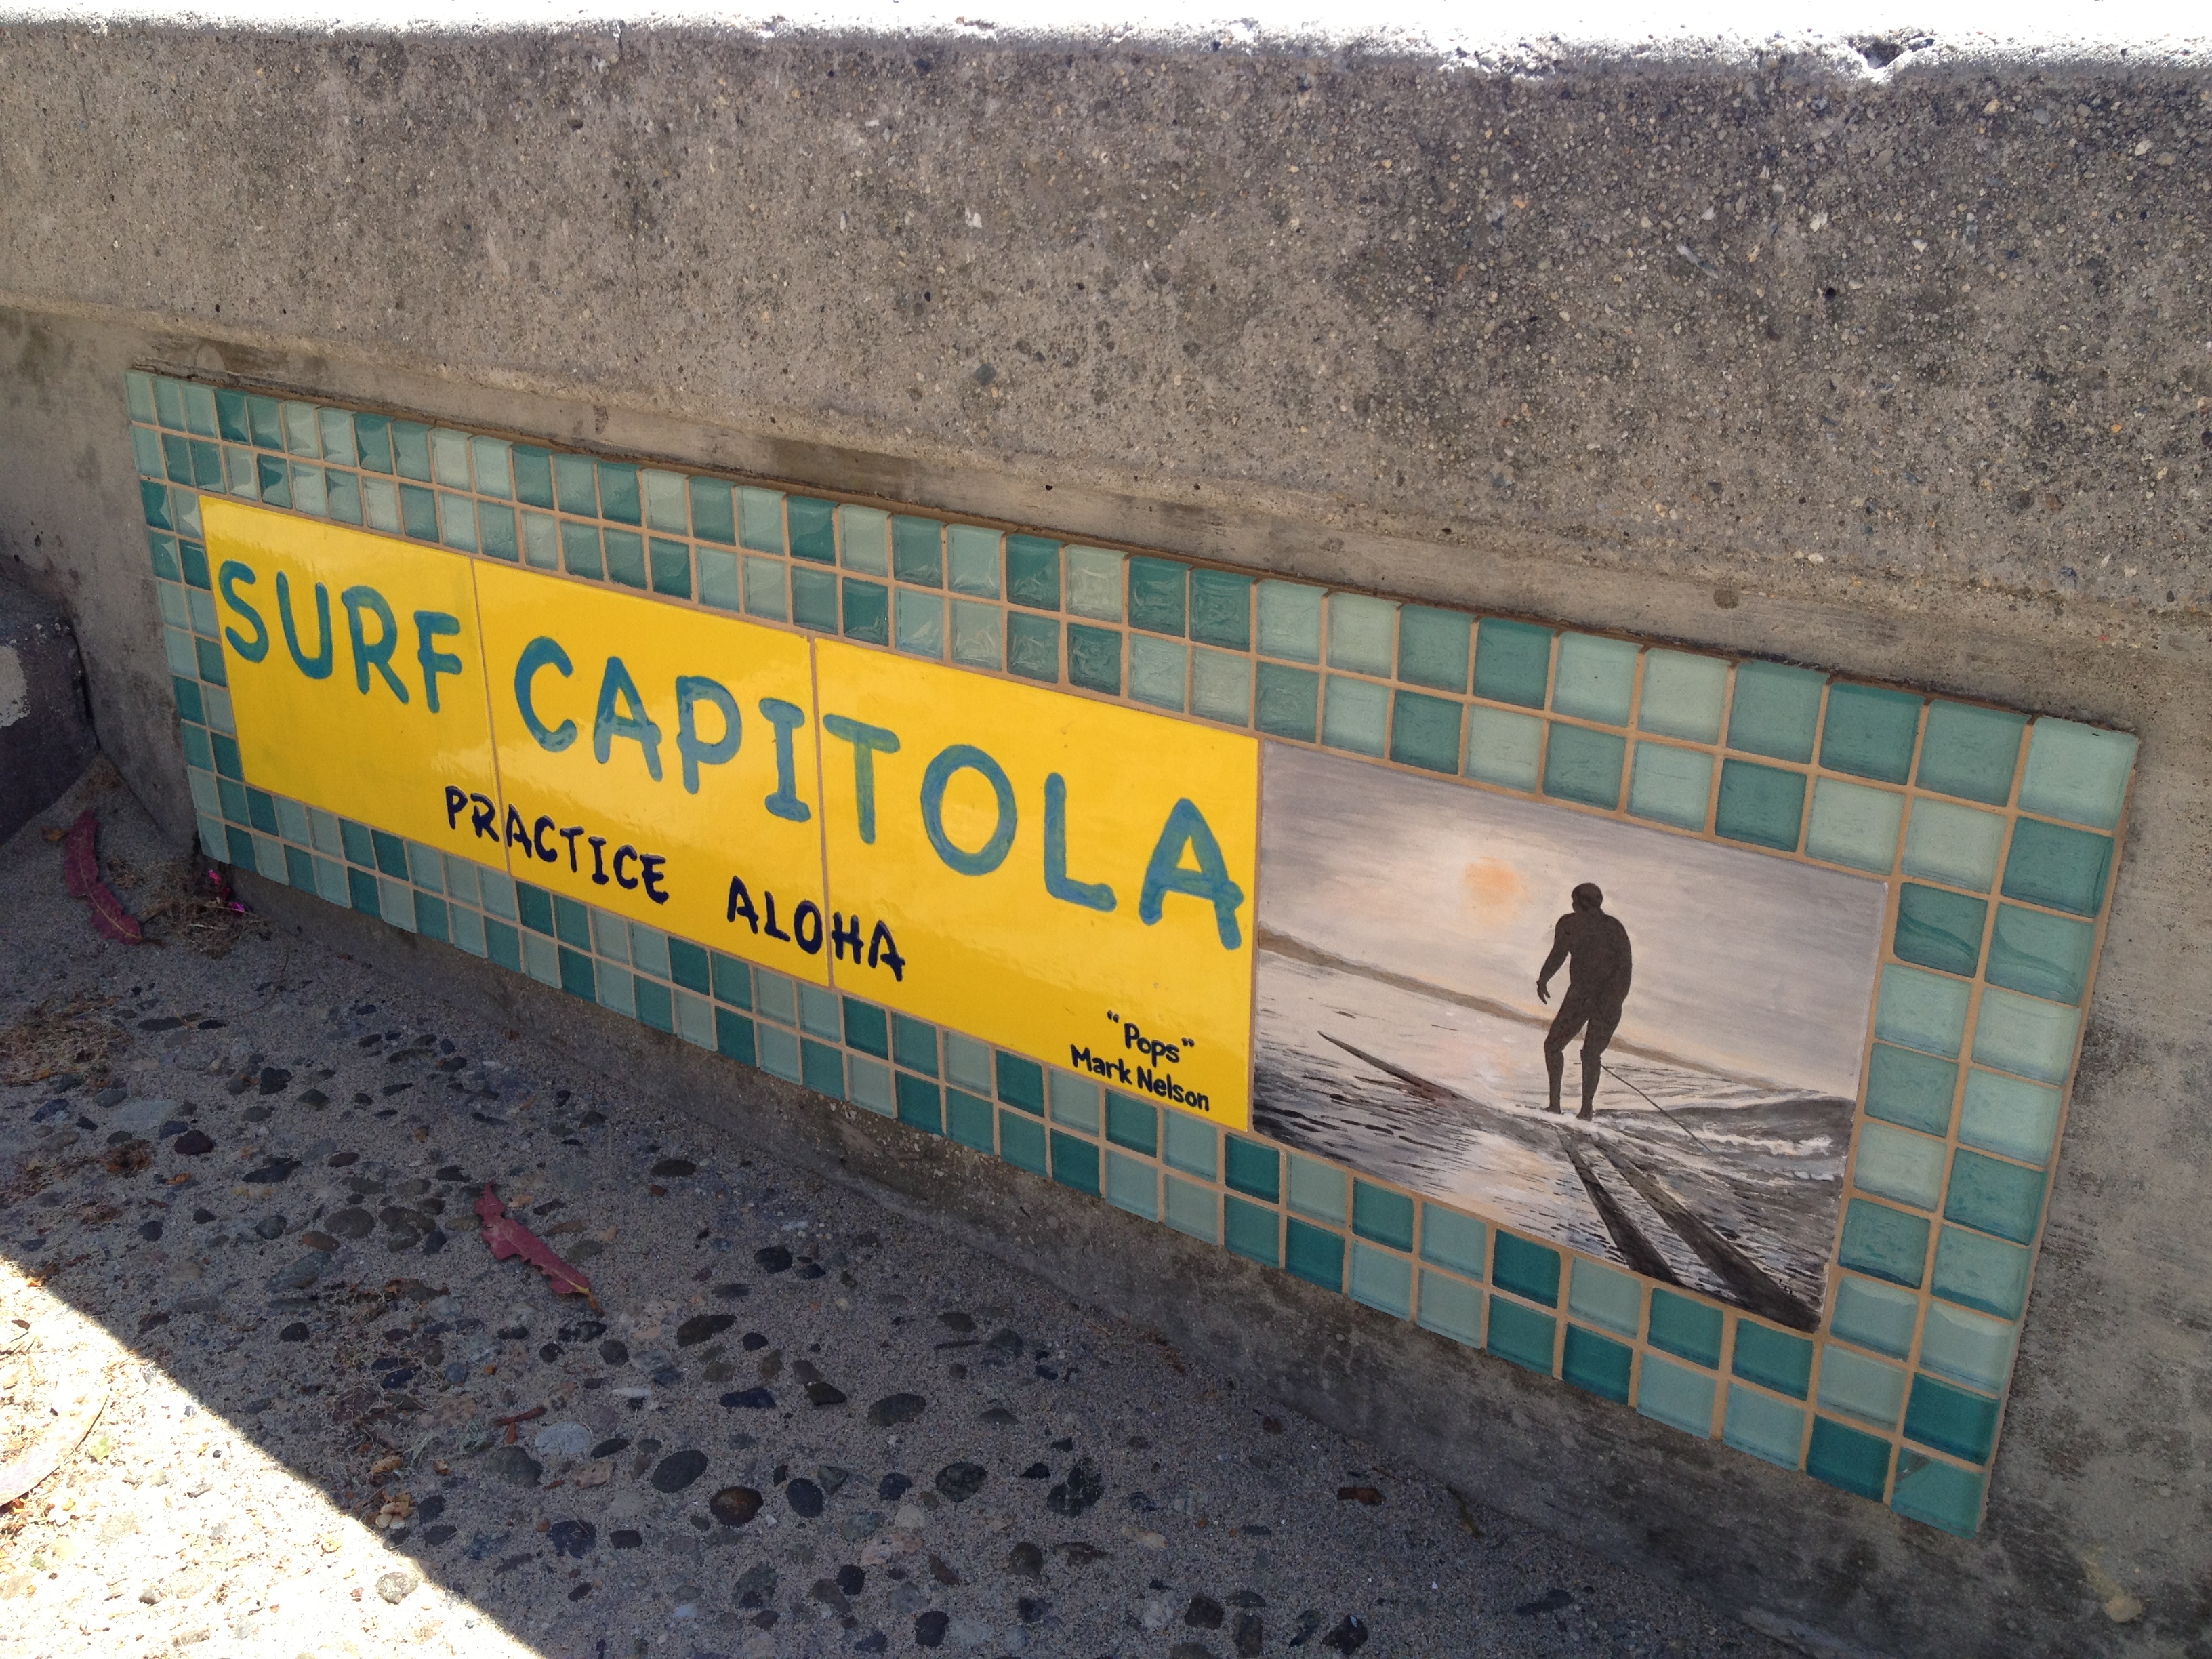 SURF CAPITOLA
PRACTICE ALOHA
"Pops"
Mark Nelson